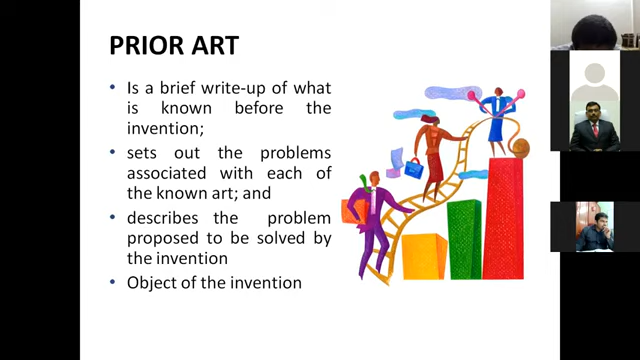 PRIOR ART
• Is a brief write-up of what
is known before the
invention;
• sets out the problems
associated with each of
the known art; and
• describes the problem
proposed to be solved by
the invention
• Object of the invention